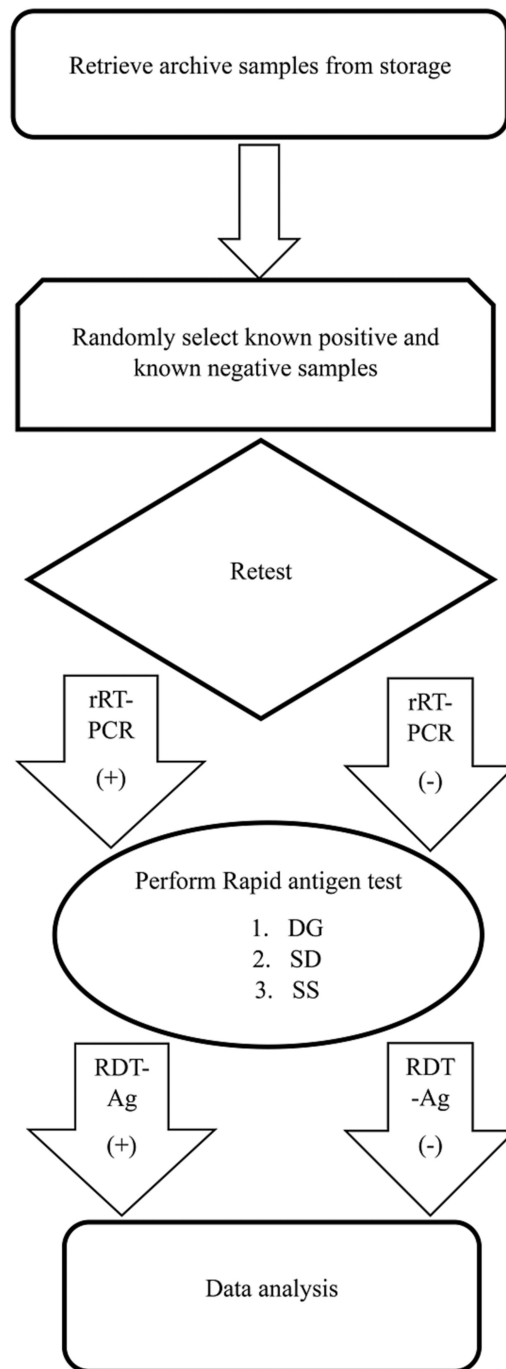 Retrieve archive samples from storage
Randomly select known positive and
known negative samples
Retest
rRT-
PCR
(+)
rRT-
PCR
(-)
Perform Rapid antigen test
1. DG
2. SD
3. SS
RDT-
Ag
(+)
RDT
-Ag
(-)
Data analysis